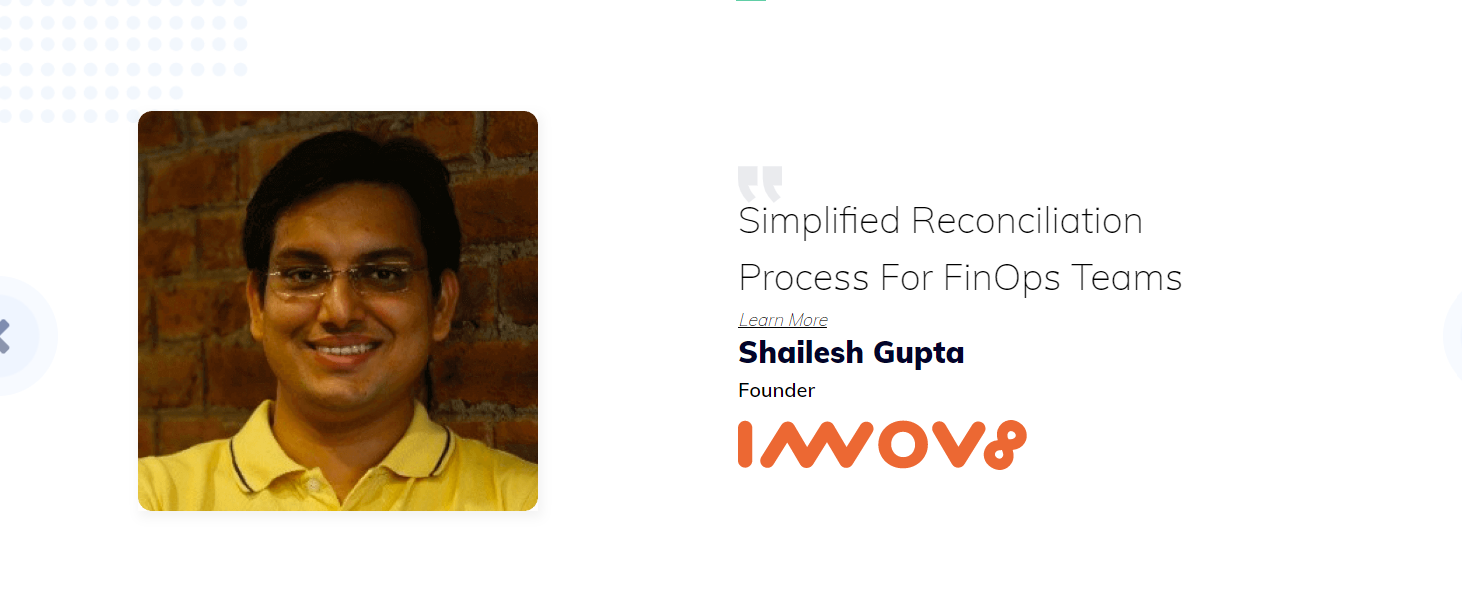 Simplified Reconciliation
Process For FinOps Teams
Learn More
Shailesh Gupta
Founder
INNOV8